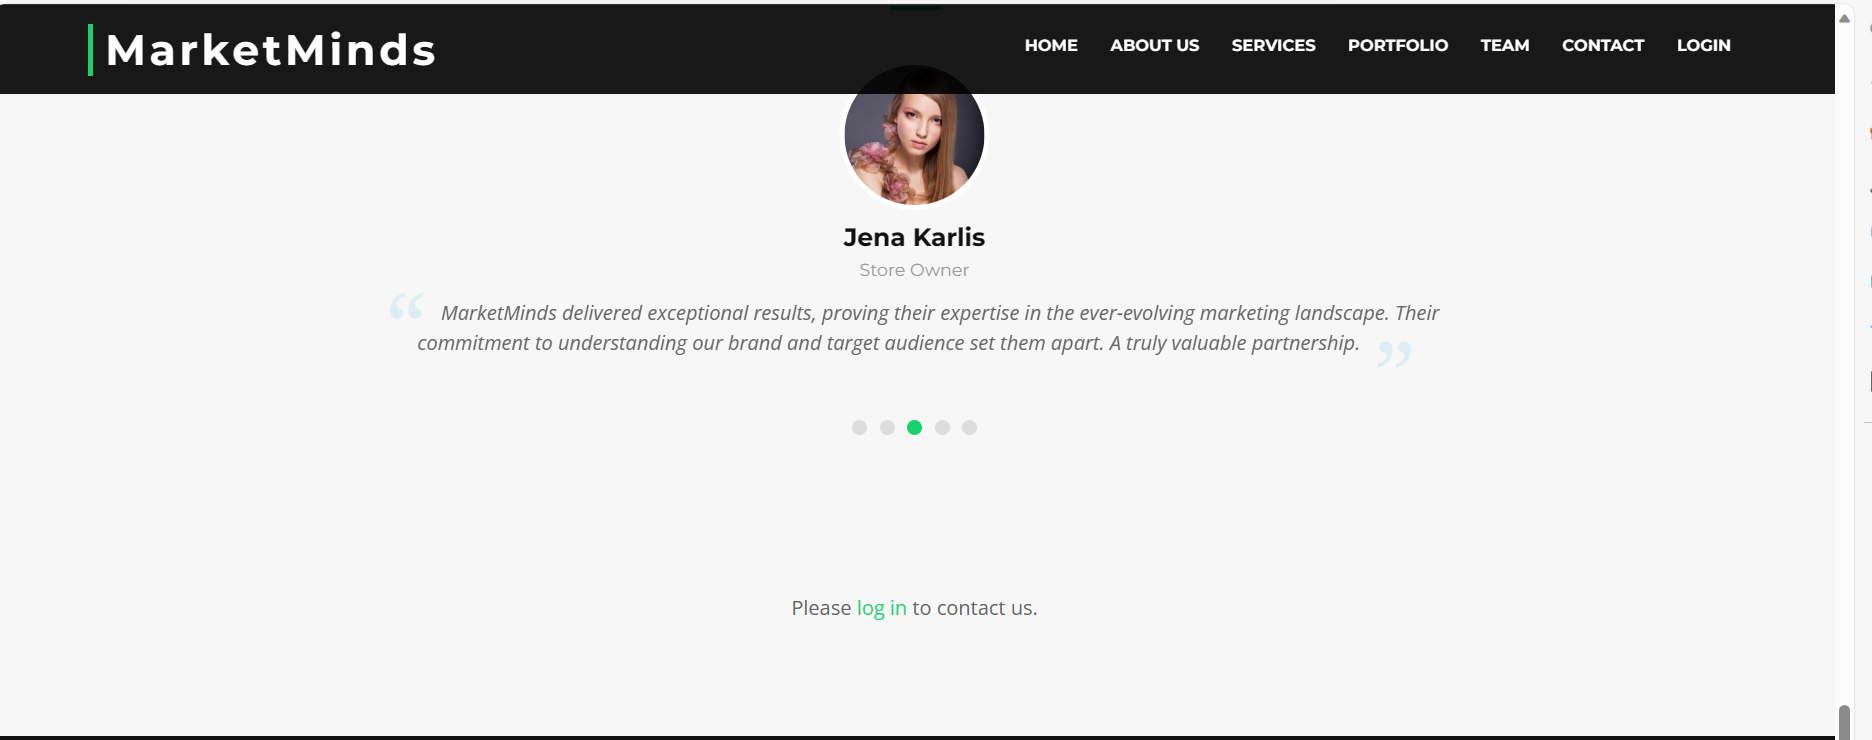 MarketMinds
HOME ABOUT US SERVICES PORTFOLIO TEAM CONTACT LOGIN
Jena Karlis
Store Owner
“ MarketMinds delivered exceptional results, proving their expertise in the ever-evolving marketing landscape. Their
commitment to understanding our brand and target audience set them apart. A truly valuable partnership. ”
Please log in to contact us.